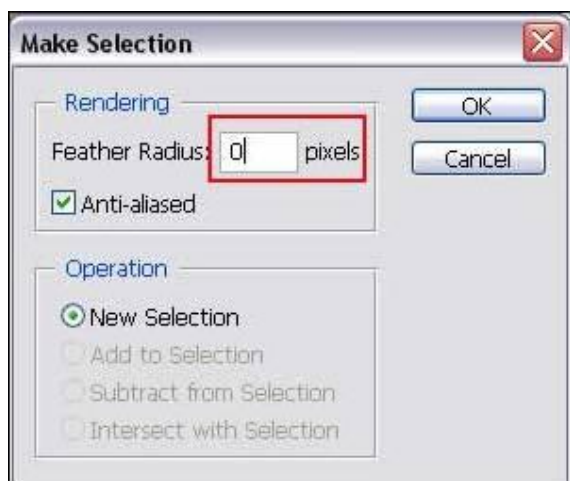 Make Selection
Rendering
Feather Radius: 0 pixels
Anti-aliased
OK
Cancel
Operation
New Selection
Add to Selection
Subtract from Selection
Intersect with Selection